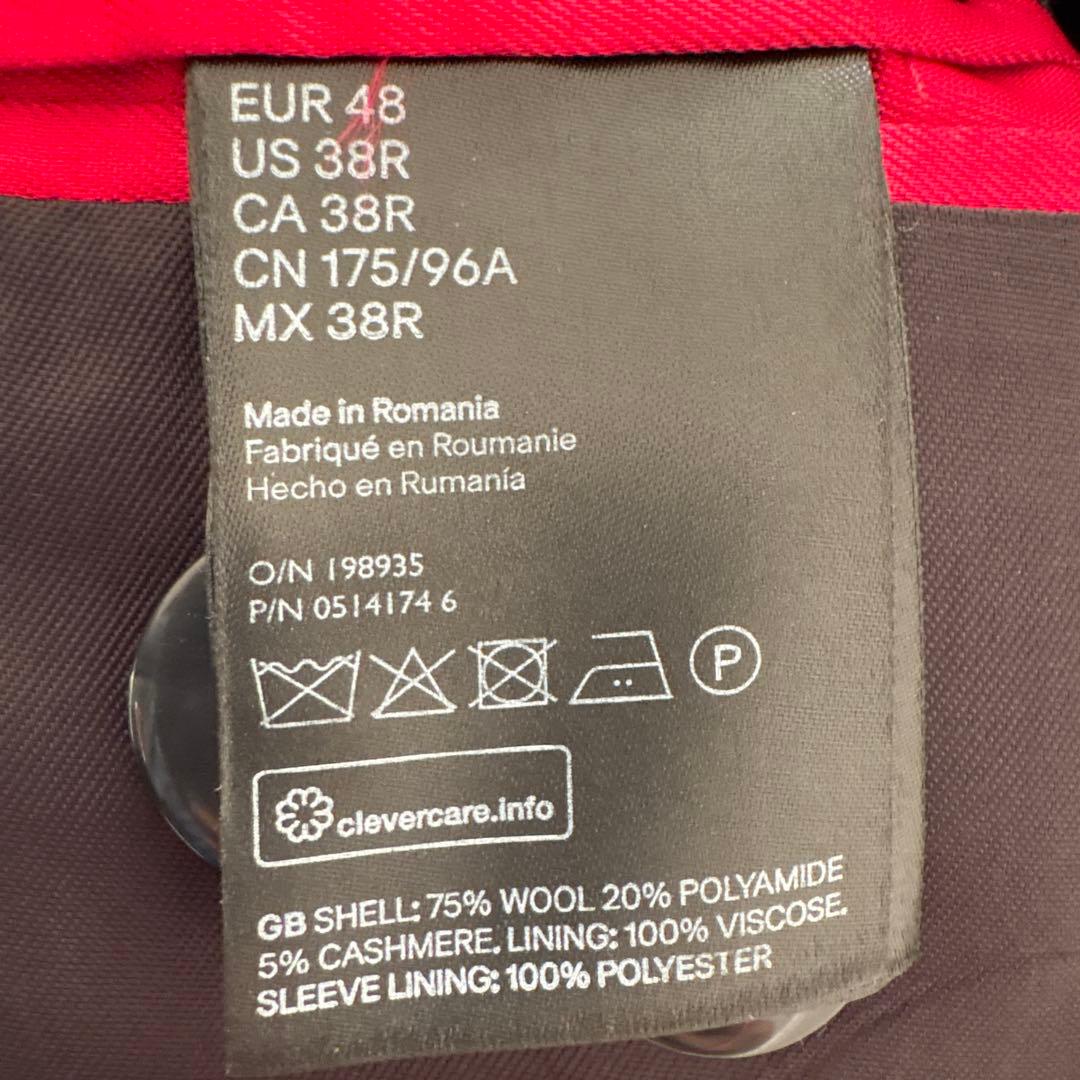 EUR 48
US 38R
CA 38R
CN 175/96A
MX 38R
Made in Romania
Fabriqué en Roumanie
Hecho en Rumanía
O/N 198935
P/N 0514174 6
P
clevercare.info
GB SHELL: 75% WOOL 20% POLYAMIDE
5% CASHMERE. LINING: 100% VISCOSE.
SLEEVE LINING: 100% POLYESTER